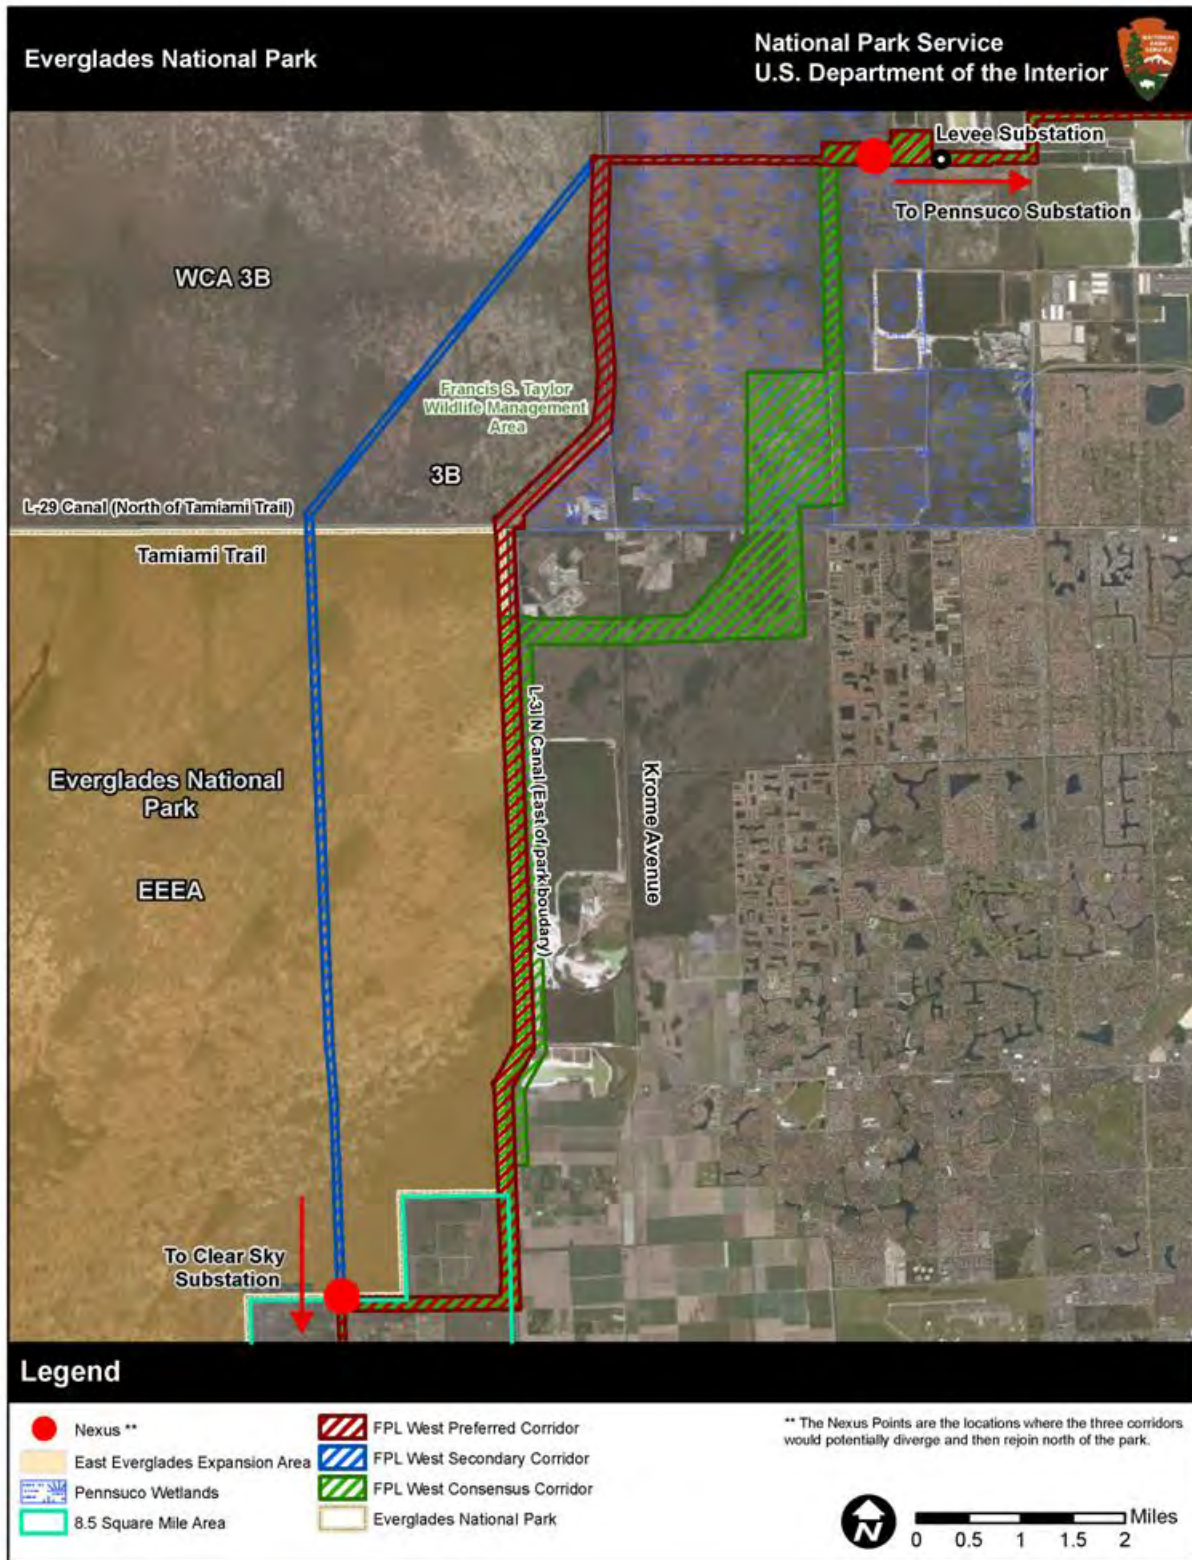 Everglades National Park
National Park Service
U.S. Department of the Interior
NATIONAL
PARK
SERVICE
Levee Substation
To Pennsuco Substation
WCA 3B
Francis S. Taylor
Wildlife Management
Area
3B
L-29 Canal (North of Tamiami Trail)
Tamiami Trail
L-3I N Canal (East of park boudary)
Krome Avenue
Everglades National
Park
EEEA
To Clear Sky
Substation
Legend
Nexus **
East Everglades Expansion Area
Pennsuco Wetlands
8.5 Square Mile Area
FPL West Preferred Corridor
FPL West Secondary Corridor
FPL West Consensus Corridor
Everglades National Park
** The Nexus Points are the locations where the three corridors
would potentially diverge and then rejoin north of the park.
N
Miles
0 0.5 1 1.5 2